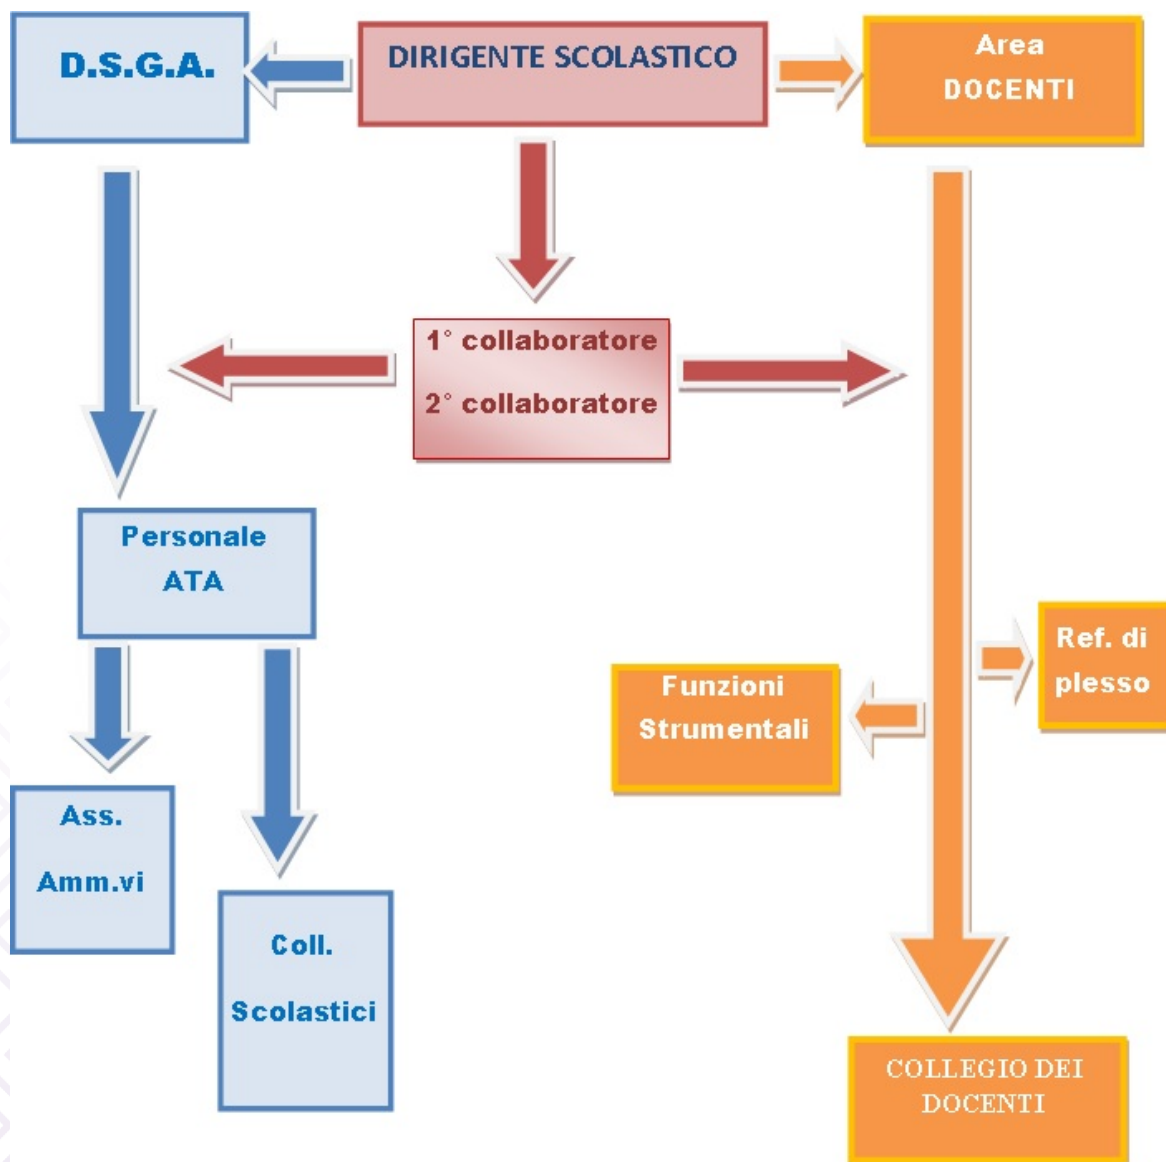 D.S.G.A.
DIRIGENTE SCOLASTICO
Area
DOCENTI
1° collaboratore
2° collaboratore
Personale
ATA
Ref. di
plesso
Funzioni
Strumentali
Ass.
Amm.vi
Coll.
Scolastici
COLLEGIO DEI
DOCENTI